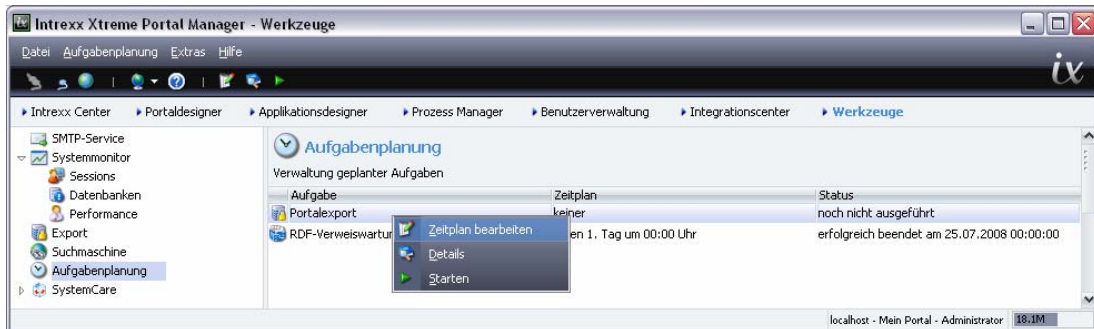 Intrexx Xtreme Portal Manager - Werkzeuge
Datei Aufgabenplanung Extras Hilfe
ix
Intrexx Center Portaldesigner Applikationsdesigner Prozess Manager Benutzerverwaltung Integrationscenter Werkzeuge
SMTP-Service
Systemmonitor
Sessions
Datenbanken
Performance
Export
Suchmaschine
Aufgabenplanung
SystemCare
Aufgabenplanung
Verwaltung geplanter Aufgaben
Aufgabe Zeitplan Status
Portalexport keiner noch nicht ausgeführt
RDF-Verweiswartur en 1. Tag um 00:00 Uhr erfolgreich beendet am 25.07.2008 00:00:00
Zeitplan bearbeiten
Details
Starten
localhost - Mein Portal - Administrator 18.1M